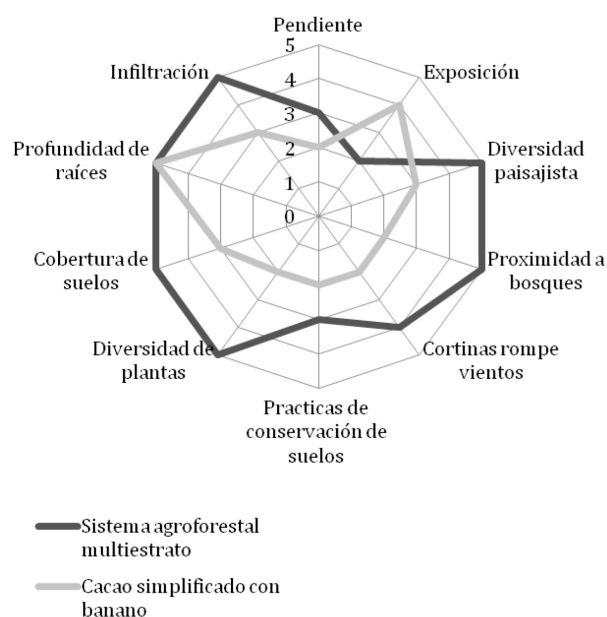 Pendiente
5
4
3
2
1
0
Exposición
Diversidad
paisajista
Proximidad a
bosques
Cortinas rompe
vientos
Practicas de
conservación de
suelos
Diversidad de
plantas
Cobertura de
suelos
Profundidad de
raíces
Infiltración
Sistema agroforestal
multiestrato
Cacao simplificado con
banano